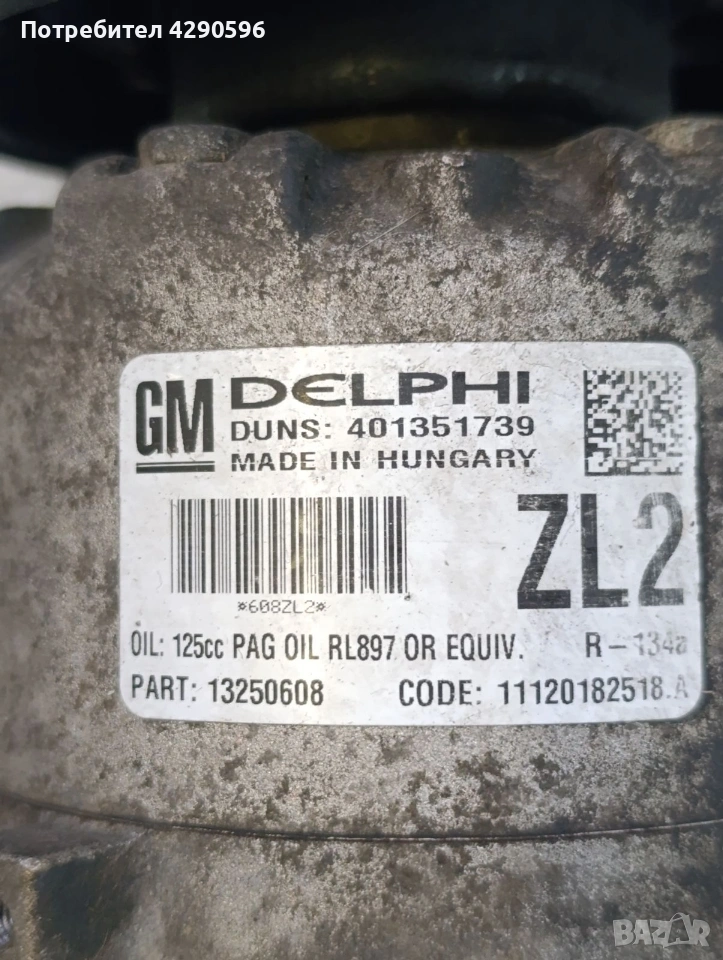 Потребител 4290596
GM DELPHI
DUNS: 401351739
MADE IN HUNGARY
ZL2
*608ZL2*
OIL: 125cc PAG OIL RL897 OR EQUIV. R-134a
PART: 13250608 CODE: 11120182518.A
BAZAR